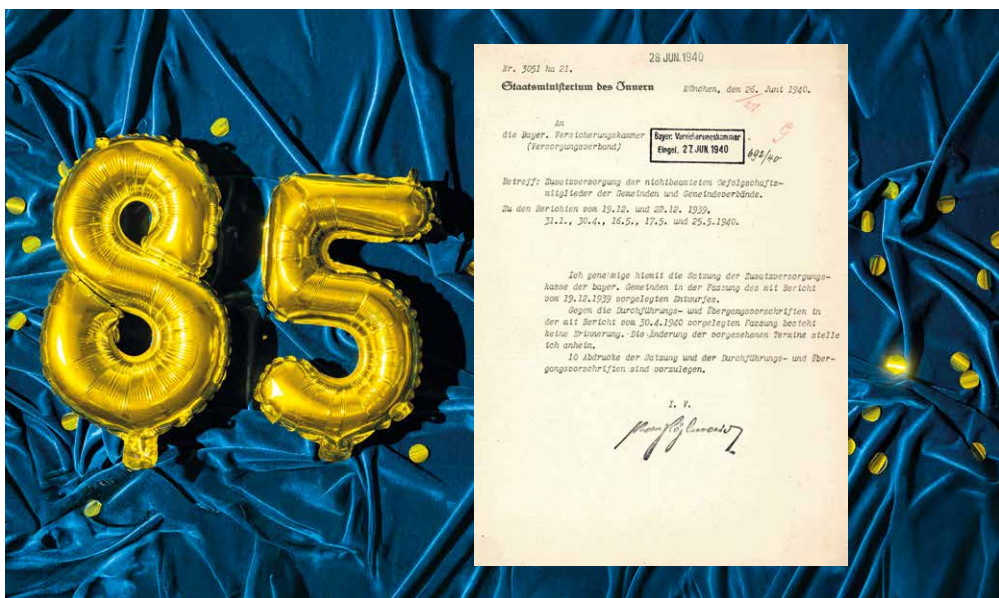 85
28 JUN. 1940
Nr. 3051 ha 21.
Staatsministerium des Innern
München, den 26. Juni 1940.
An
die Bayer. Versicherungskammer
(Versorgungsverband)
Bayer. Versicherungskammer
Eingel. 27. JUN. 1940
692/40
Betreff: Zusatzversorgung der nichtbeamteten Gefolgschafts-
mitglieder der Gemeinden und Gemeindeverbände.
Zu den Berichten vom 19.12. und 28.12. 1939.
31.1., 30.4., 16.5., 17.5. und 25.5.1940.
Ich genehmige hiemit die Satzung der Zusatzversorgungs-
kasse der bayer. Gemeinden in der Fassung des mit Bericht
vom 19.12.1939 vorgelegten Entwurfes.
Gegen die Durchführungs- und Übergangsvorschriften in
der mit Bericht vom 30.4.1940 vorgelegten Fassung besteht
keine Erinnerung. Die Änderung der vorgesehenen Termine stelle
ich anheim.
10 Abdrucke der Satzung und der Durchführungs- und Über-
gangsvorschriften sind vorzulegen.
I. V.